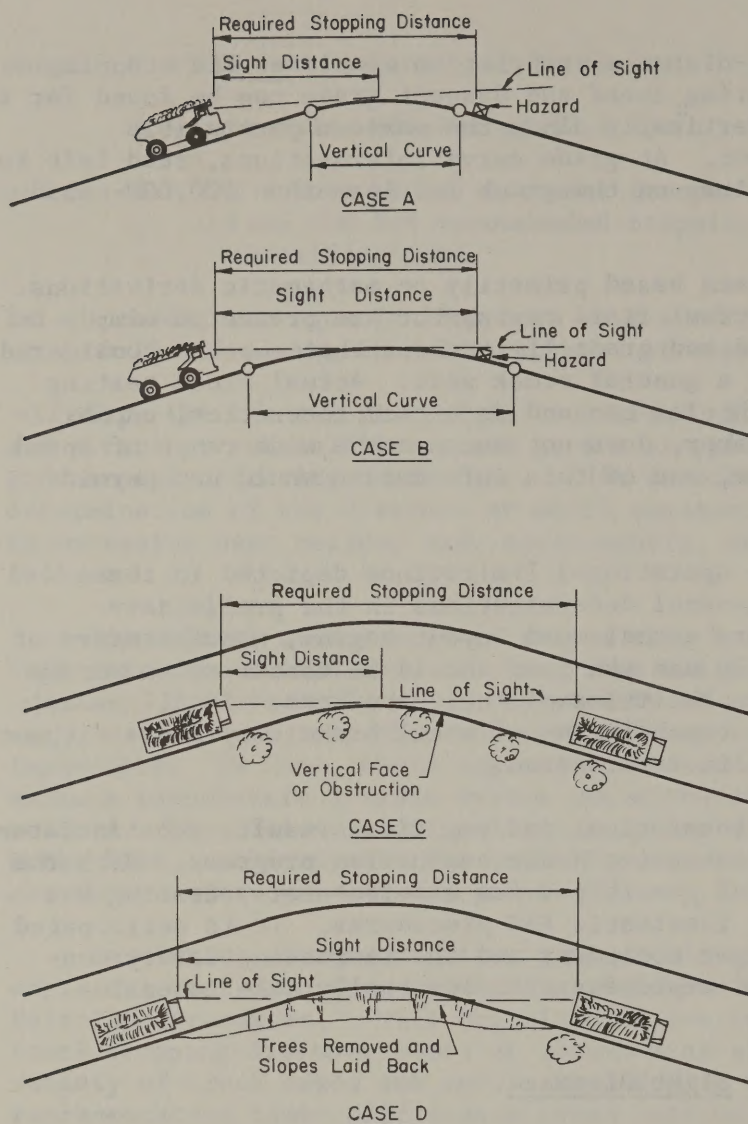 Required Stopping Distance
Sight Distance
Line of Sight
Hazard
Vertical Curve
CASE A
Required Stopping Distance
Sight Distance
Line of Sight
Hazard
Vertical Curve
CASE B
Required Stopping Distance
Sight Distance
Line of Sight
Vertical Face
or Obstruction
CASE C
Required Stopping Distance
Sight Distance
Line of Sight
Trees Removed and
Slopes Laid Back
CASE D